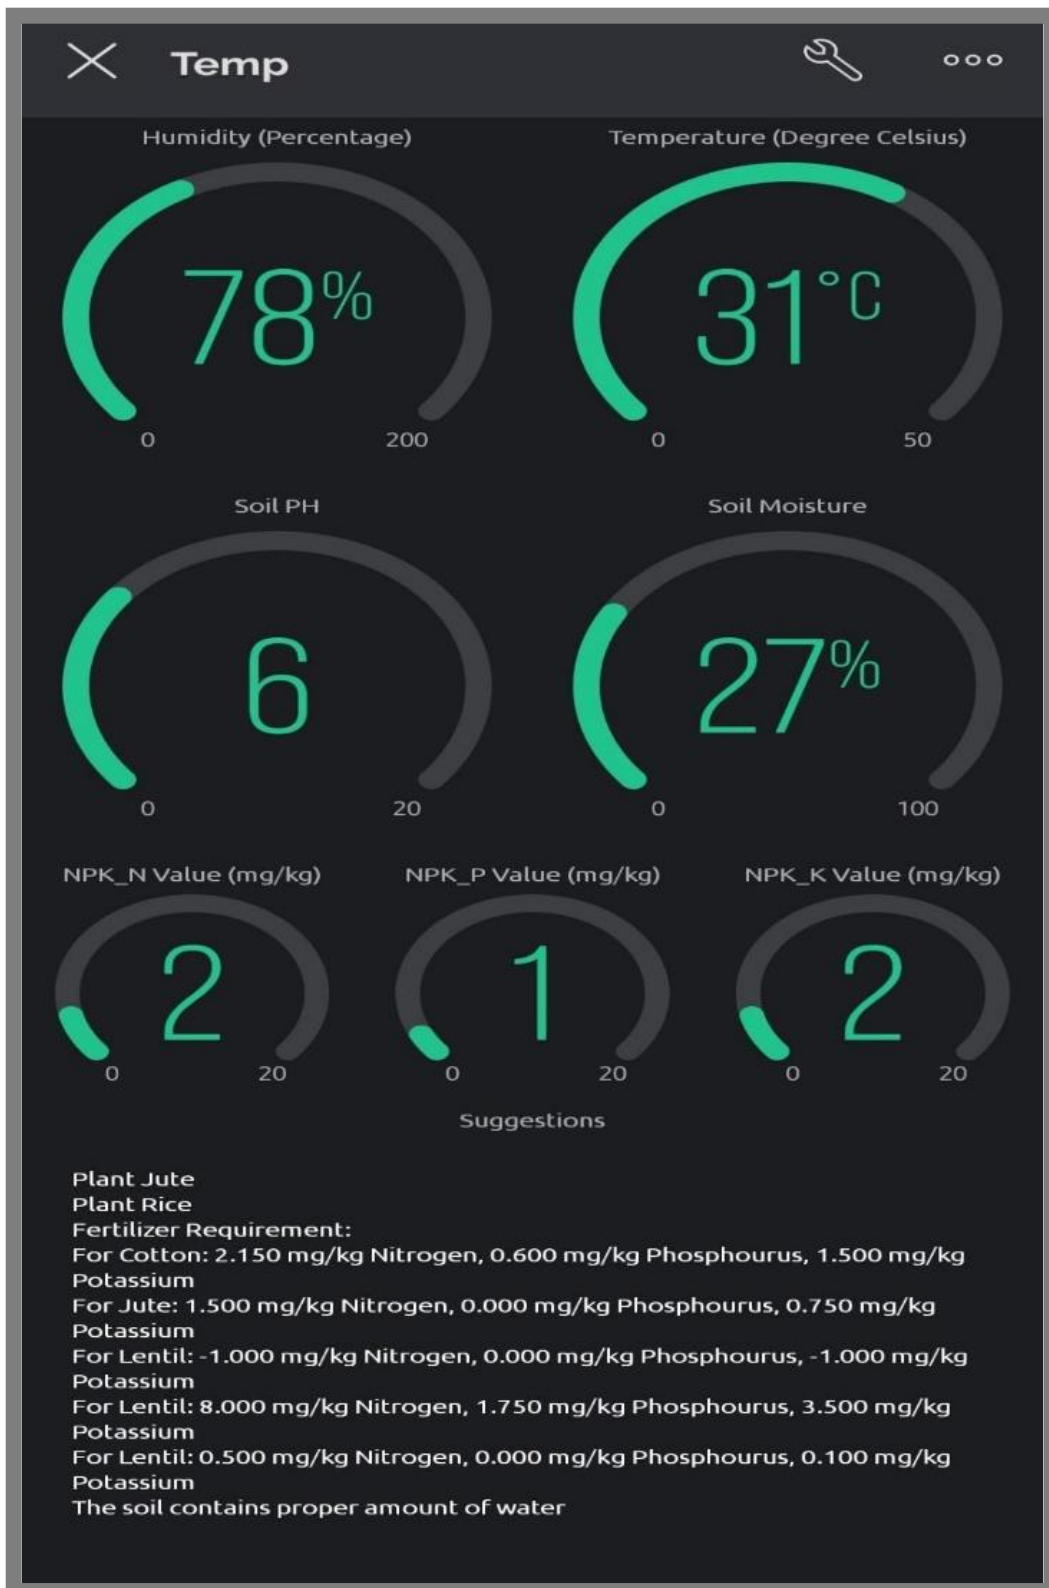 Temp
Humidity (Percentage)
Temperature (Degree Celsius)
78%
31°C
0
200
0
50
Soil PH
Soil Moisture
6
27%
0
20
0
100
NPK_N Value (mg/kg)
NPK_P Value (mg/kg)
NPK_K Value (mg/kg)
2
1
2
0
20
0
20
0
20
Suggestions
Plant Jute
Plant Rice
Fertilizer Requirement:
For Cotton: 2.150 mg/kg Nitrogen, 0.600 mg/kg Phosphourus, 1.500 mg/kg
Potassium
For Jute: 1.500 mg/kg Nitrogen, 0.000 mg/kg Phosphourus, 0.750 mg/kg
Potassium
For Lentil: -1.000 mg/kg Nitrogen, 0.000 mg/kg Phosphourus, -1.000 mg/kg
Potassium
For Lentil: 8.000 mg/kg Nitrogen, 1.750 mg/kg Phosphourus, 3.500 mg/kg
Potassium
For Lentil: 0.500 mg/kg Nitrogen, 0.000 mg/kg Phosphourus, 0.100 mg/kg
Potassium
The soil contains proper amount of water